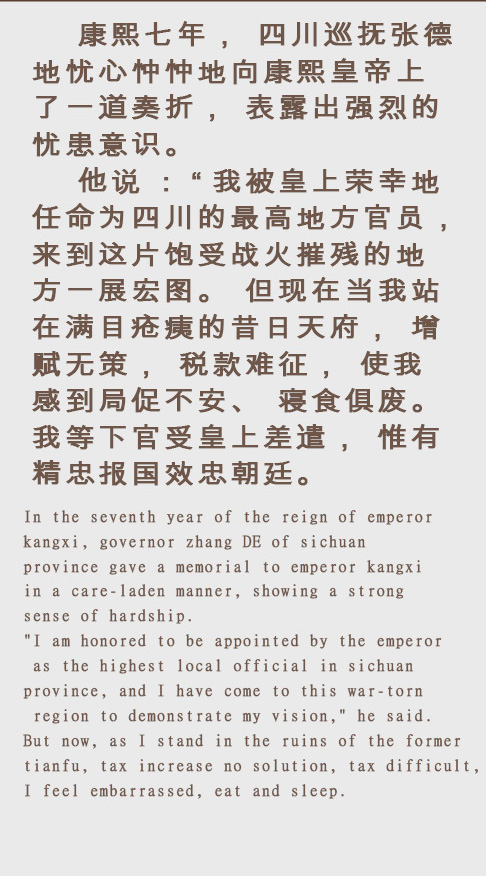 康熙七年， 四川巡抚张德
地忧心忡忡地向康熙皇帝上
了一道奏折， 表露出强烈的
忧患意识。
他说 ：“我被皇上荣幸地
任命为四川的最高地方官员，
来到这片饱受战火摧残的地
方一展宏图。 但现在当我站
在满目疮痍的昔日天府， 增
赋无策， 税款难征， 使我
感到局促不安、 寝食俱废。
我等下官受皇上差遣， 惟有
精忠报国效忠朝廷。
In the seventh year of the reign of emperor
kangxi, governor zhang DE of sichuan
province gave a memorial to emperor kangxi
in a care-laden manner, showing a strong
sense of hardship.
"I am honored to be appointed by the emperor
as the highest local official in sichuan
province, and I have come to this war-torn
region to demonstrate my vision," he said.
But now, as I stand in the ruins of the former
tianfu, tax increase no solution, tax difficult,
I feel embarrassed, eat and sleep.